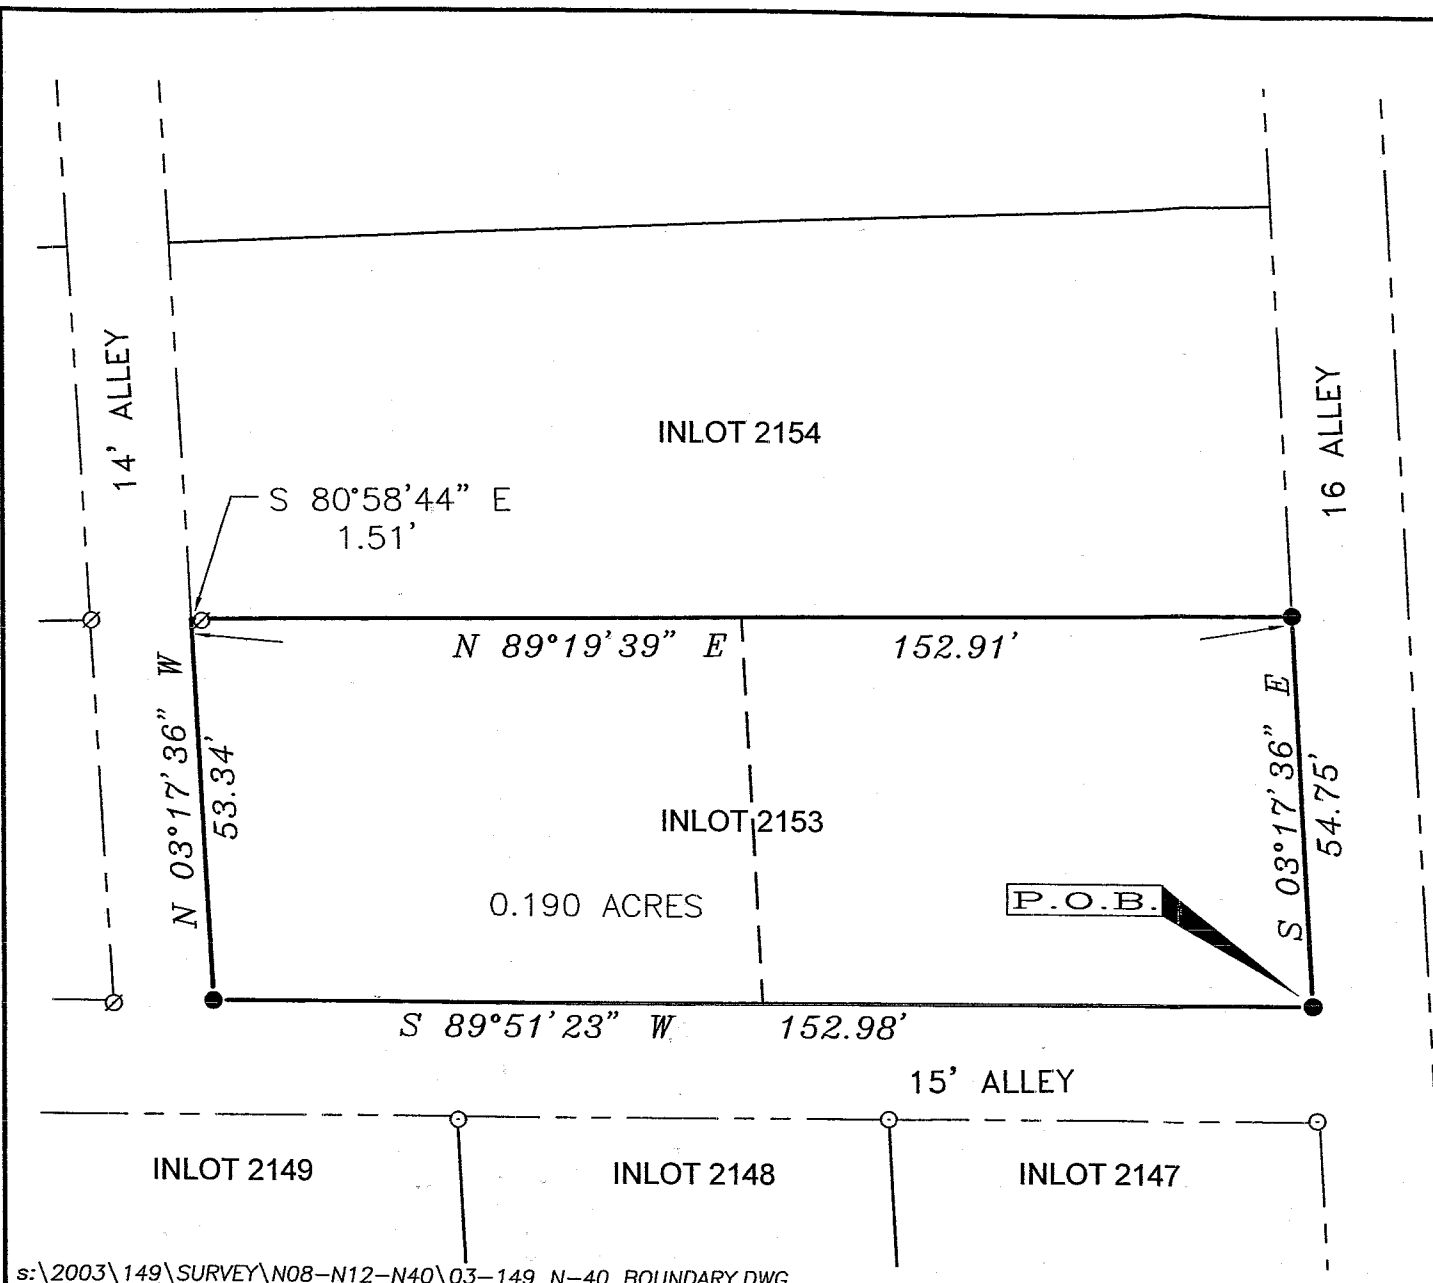 14' ALLEY
16 ALLEY
INLOT 2154
S 80°58'44" E
1.51'
N 89°19'39" E 152.91'
N 03°17'36" W
53.34'
S 03°17'36" E
54.75'
INLOT 2153
0.190 ACRES
P.O.B.
S 89°51'23" W 152.98'
15' ALLEY
INLOT 2149
INLOT 2148
INLOT 2147
s:\2003\149\SURVEY\N08-N12-N40\03-149 N-40 BOUNDARY.DWG